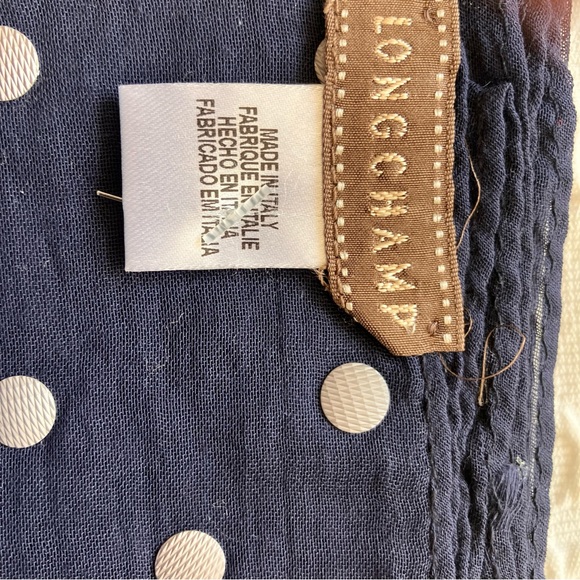 LONGCHAMP
MADE IN ITALY
FABRIQUE EN ITALIE
HECHO EN ITALIA
FABRICADO EM ITALIA